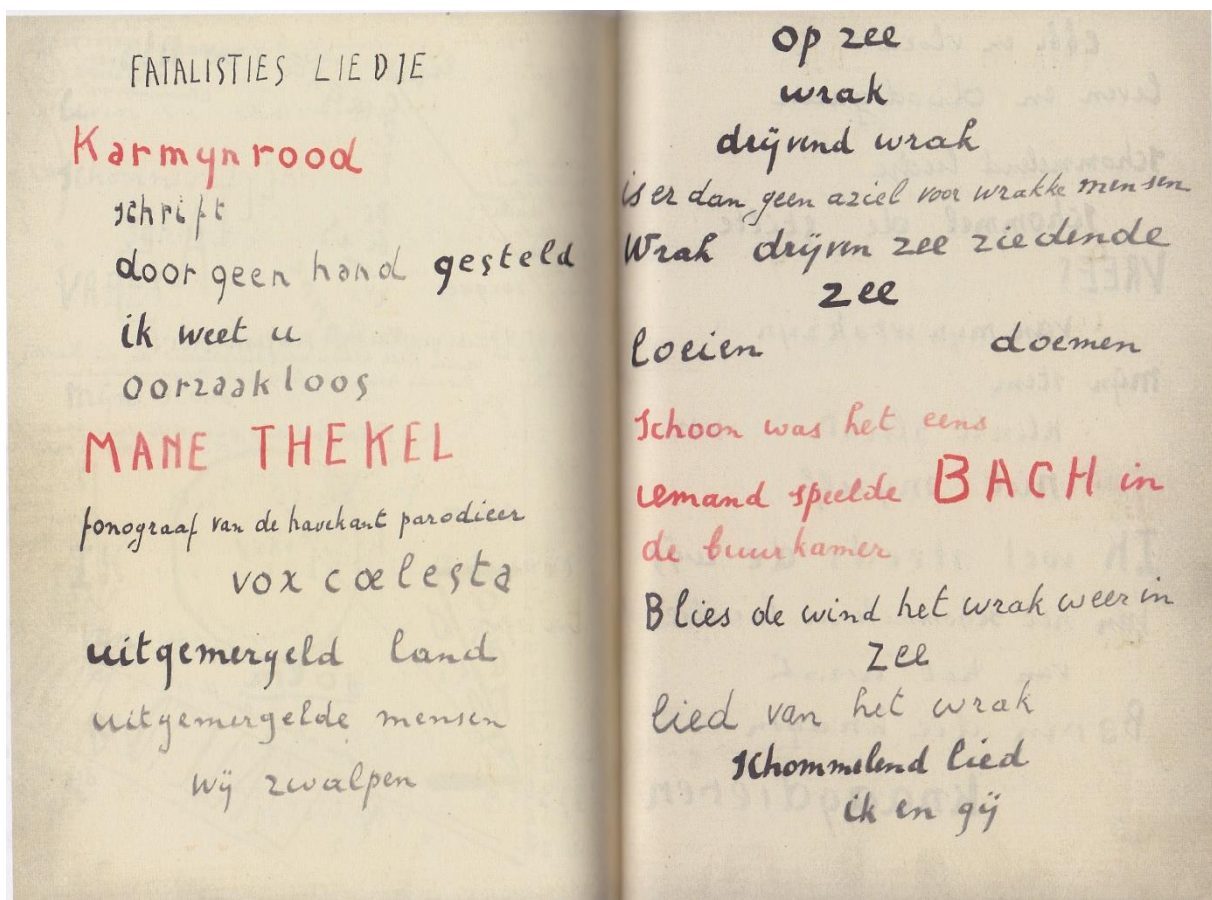 FATALISTIES LIEDJE
Karmynrood
schrift
door geen hand gesteld
ik weet u
oorzaakloos
MANE THEKEL
fonograaf van de havekant parodieer
vox cœlesta
uitgemergeld land
uitgemergelde mensen
wij zwalpen
op zee
wrak
drijvend wrak
is er dan geen aziel voor wrakke mensen
Wrak drijven zee ziedende
zee
loeien doemen
Schoon was het eens
iemand speelde BACH in
de buurkamer
Blies de wind het wrak weer in
Zee
lied van het wrak
schommelend lied
ik en gij